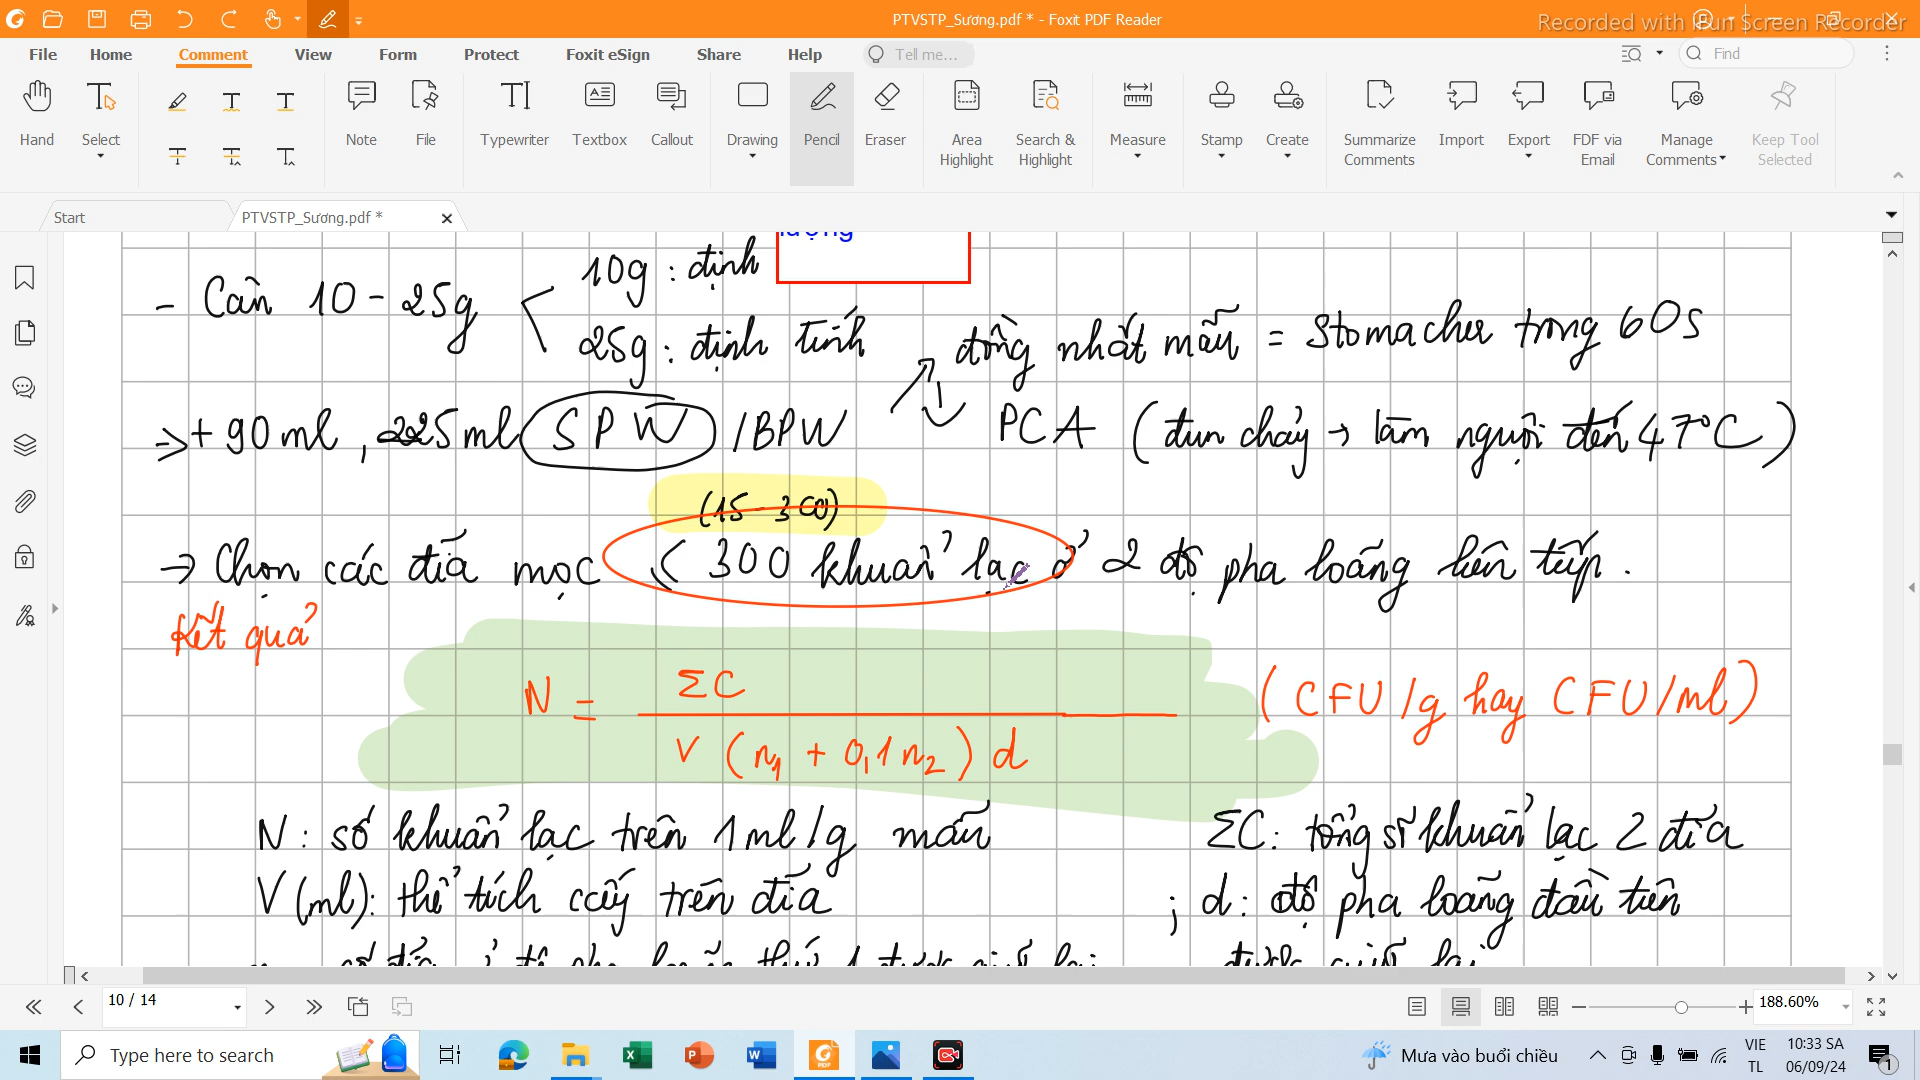 PTVSTP_Sương.pdf * - Foxit PDF Reader
Recorded with iTun Screen Recorder
File Home Comment View Form Protect Foxit eSign Share Help Tell me... Find
Hand Select Note File Typewriter Textbox Callout Drawing Pencil Eraser Area Highlight Search & Highlight Measure Stamp Create Summarize Comments Import Export FDF via Email Manage Comments Keep Tool Selected
Start PTVSTP_Sương.pdf *
lượng
- Cân 10 - 25g < 10g : định
25g : định tính
đồng nhất mẫu = Stomacher trong 60s
=> + 90 ml , 225 ml SPW / BPW PCA (đun chảy → làm nguội đến 47°C)
(15 - 300)
→ Chọn các đĩa mọc ≤ 300 khuẩn lạc ở 2 độ pha loãng liên tiếp .
Kết quả
N = ΣC / V (n1 + 0,1 n2) d (CFU/g hay CFU/ml)
N : số khuẩn lạc trên 1ml/g mẫu ΣC : tổng số khuẩn lạc 2 đĩa
V (ml) : thể tích cấy trên đĩa ; d : độ pha loãng đầu tiên
10 / 14
188.60%
Type here to search
Mưa vào buổi chiều
VIE
TL
10:33 SA
06/09/24
1